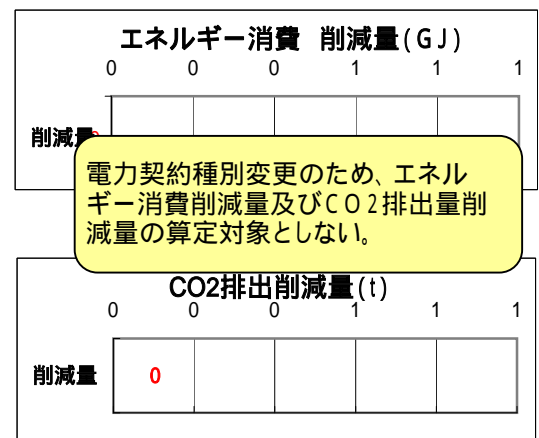 エネルギー消費 削減量(GJ)
0 0 0 1 1 1
削減量
電力契約種別変更のため、エネル
ギー消費削減量及びCO2排出量削
減量の算定対象としない。
CO2排出削減量(t)
0 0 0 1 1 1
削減量 0